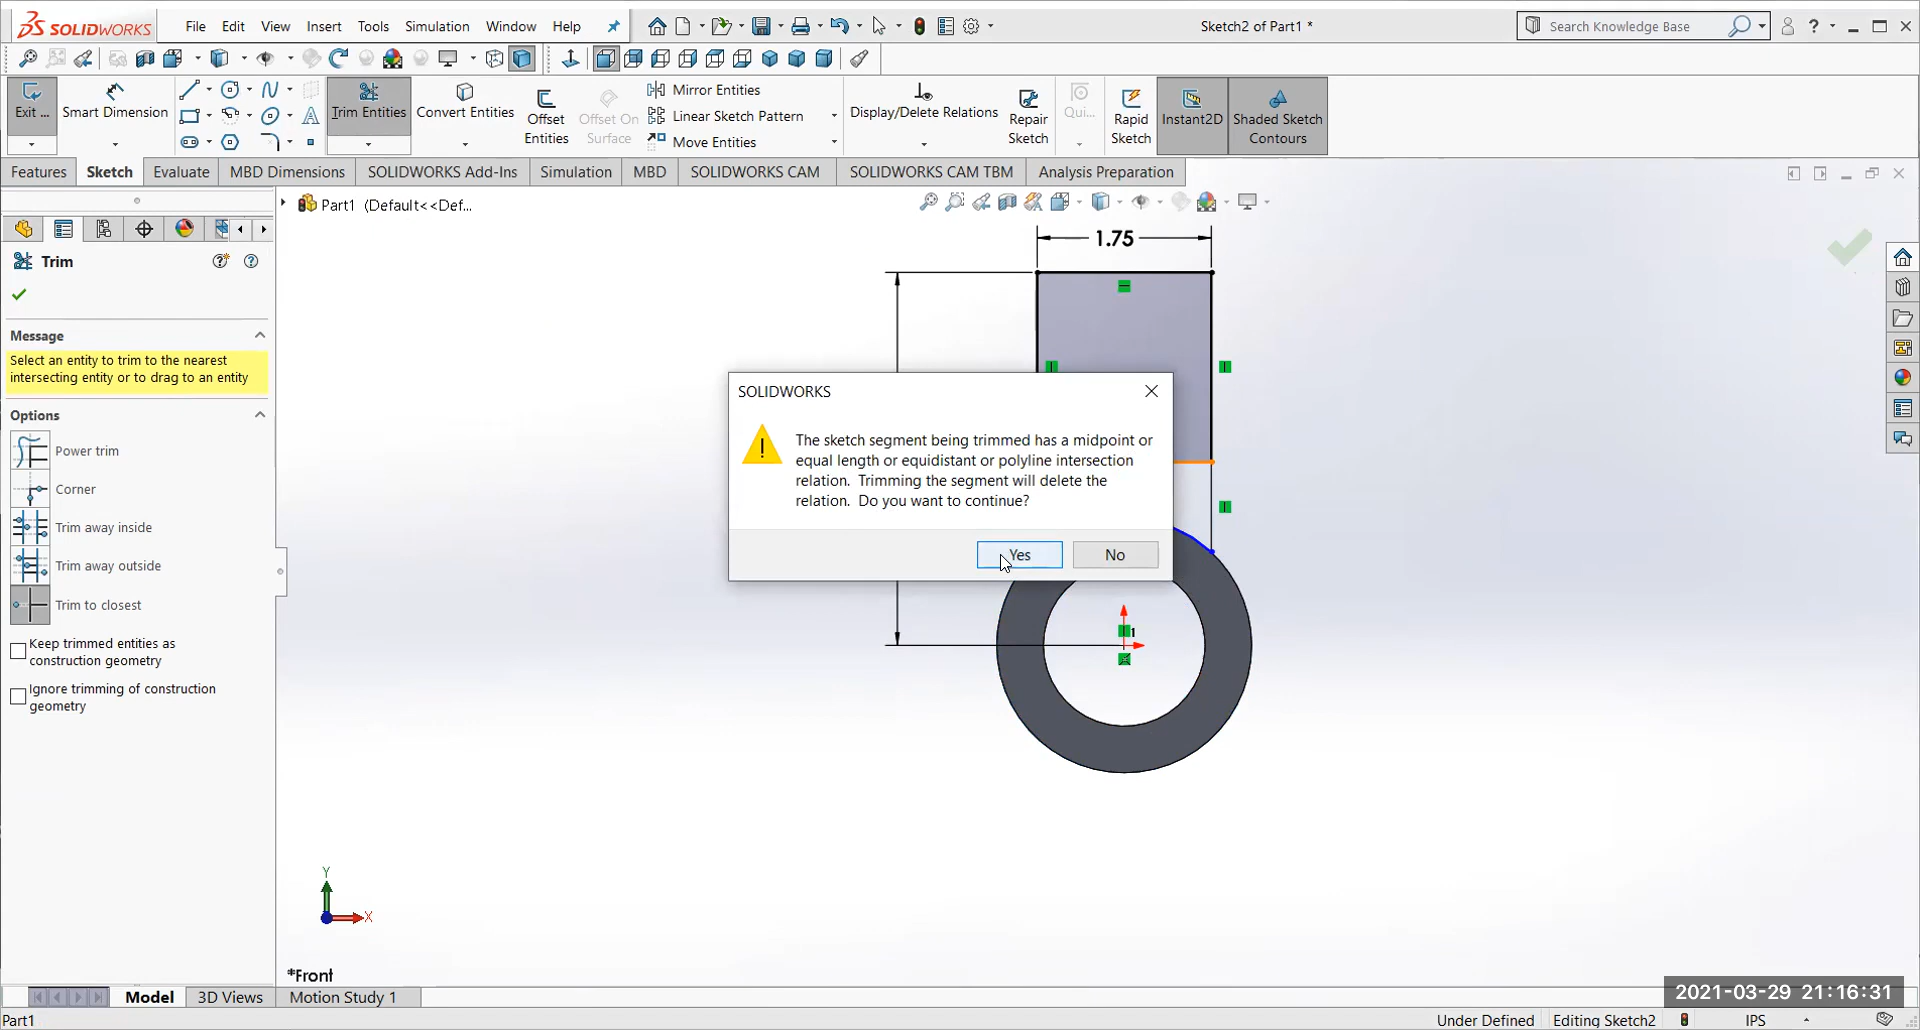 SOLIDWORKS
File Edit View Insert Tools Simulation Window Help
Sketch2 of Part1 *
Search Knowledge Base
?
Exit ...
Smart Dimension
Trim Entities
Convert Entities
Offset
Entities
Offset On
Surface
Mirror Entities
Linear Sketch Pattern
Move Entities
Display/Delete Relations
Repair
Sketch
Qui...
Rapid
Sketch
Instant2D
Shaded Sketch
Contours
Features Sketch Evaluate MBD Dimensions SOLIDWORKS Add-Ins Simulation MBD SOLIDWORKS CAM SOLIDWORKS CAM TBM Analysis Preparation
Part1 (Default<<Def...
Trim
Message
Select an entity to trim to the nearest
intersecting entity or to drag to an entity
Options
Power trim
Corner
Trim away inside
Trim away outside
Trim to closest
Keep trimmed entities as
construction geometry
Ignore trimming of construction
geometry
1.75
SOLIDWORKS
The sketch segment being trimmed has a midpoint or
equal length or equidistant or polyline intersection
relation. Trimming the segment will delete the
relation. Do you want to continue?
Yes No
1
Y
X
*Front
Model 3D Views Motion Study 1
2021-03-29 21:16:31
Part1
Under Defined Editing Sketch2 IPS